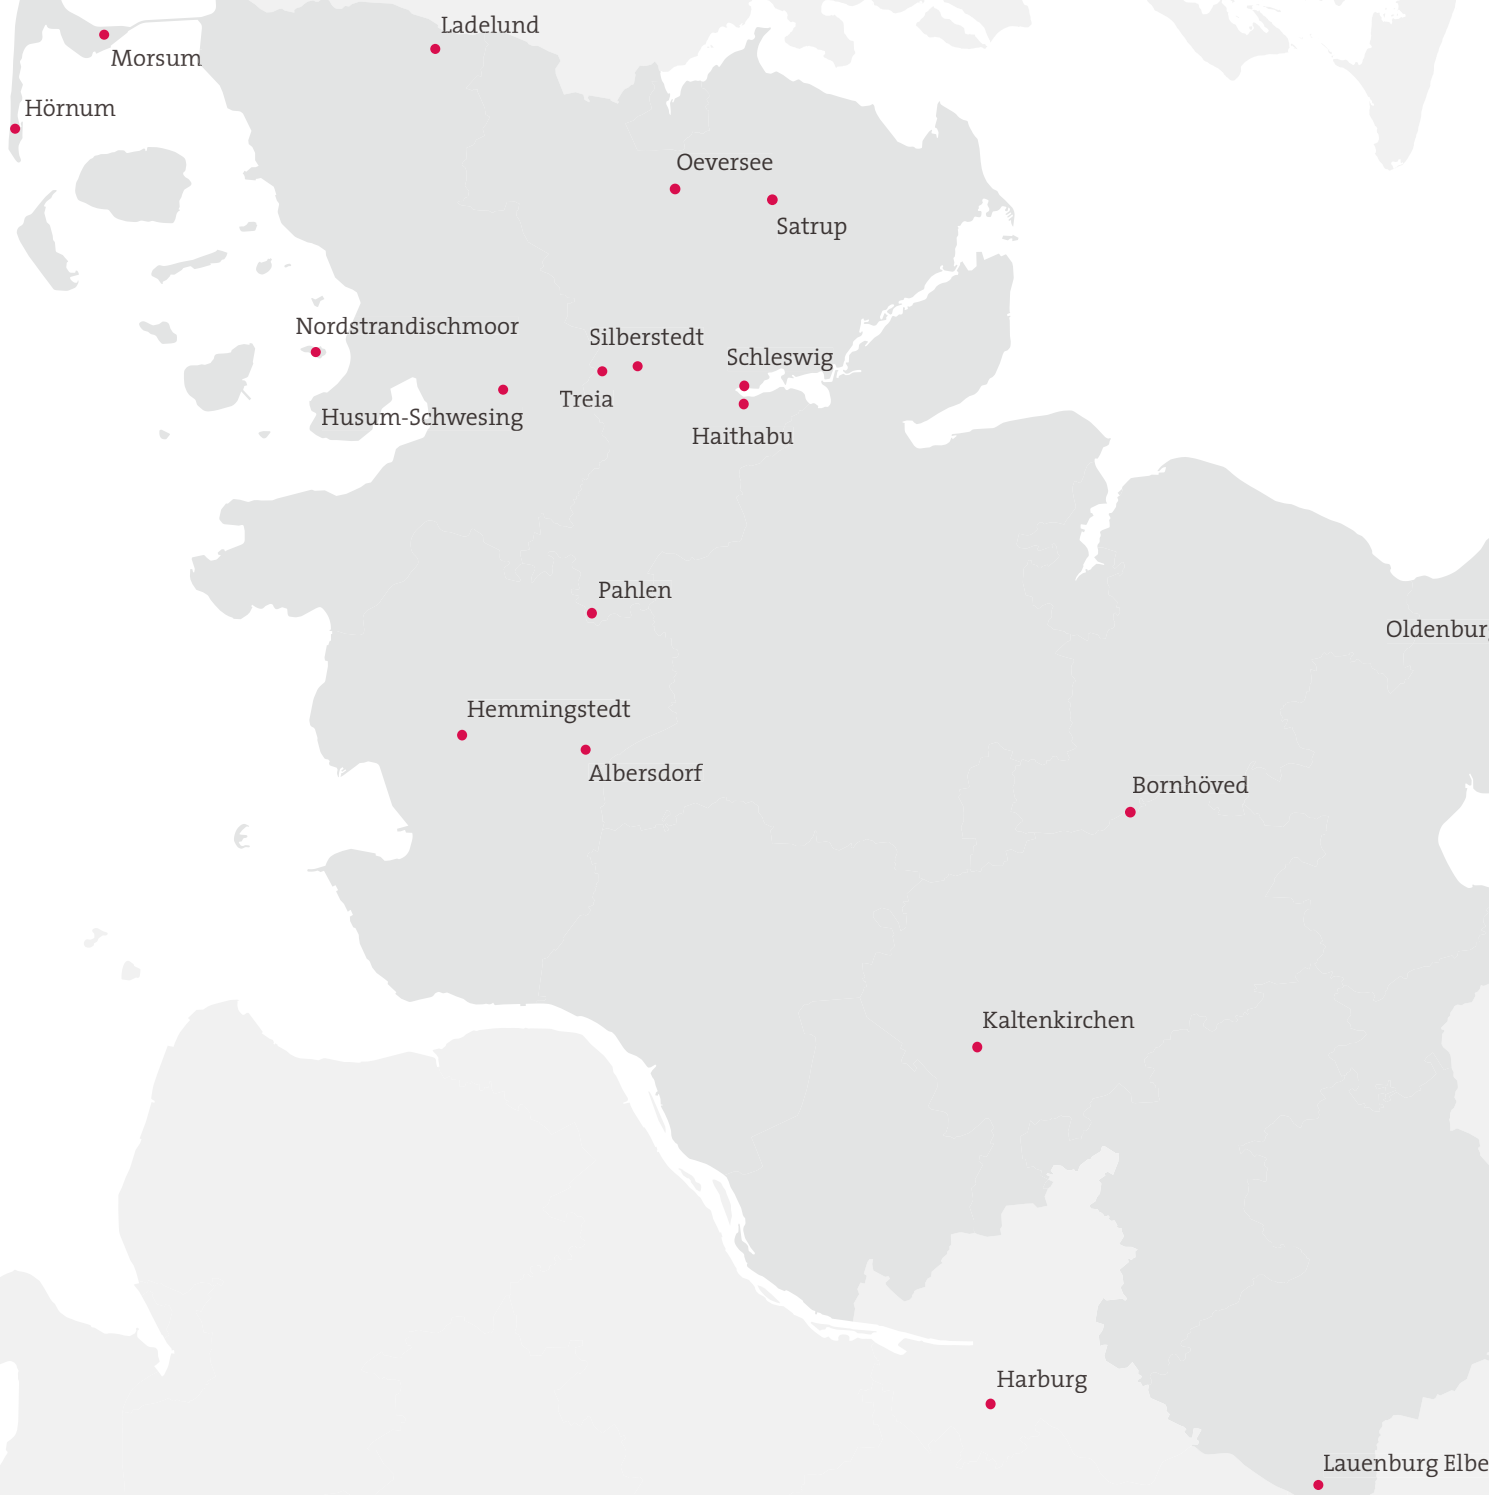 Ladelund
Morsum
Hörnum
Oeversee
Satrup
Nordstrandischmoor
Silberstedt
Schleswig
Treia
Husum-Schwesing
Haithabu
Pahlen
Oldenburg
Hemmingstedt
Albersdorf
Bornhöved
Kaltenkirchen
Harburg
Lauenburg Elbe